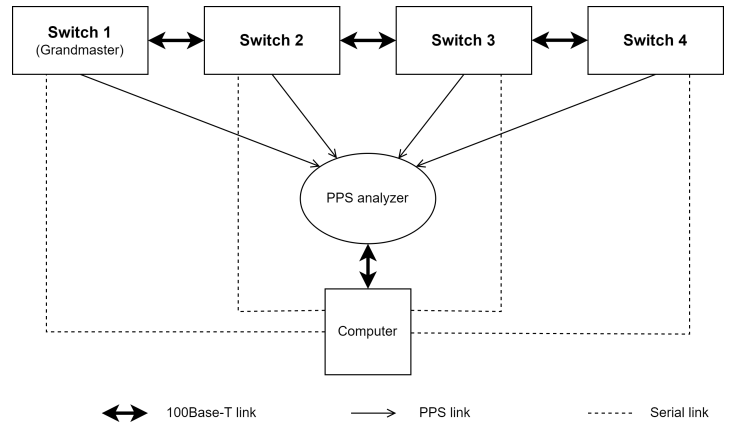 Switch 1
(Grandmaster)
Switch 2
Switch 3
Switch 4
PPS analyzer
Computer
100Base-T link
PPS link
Serial link